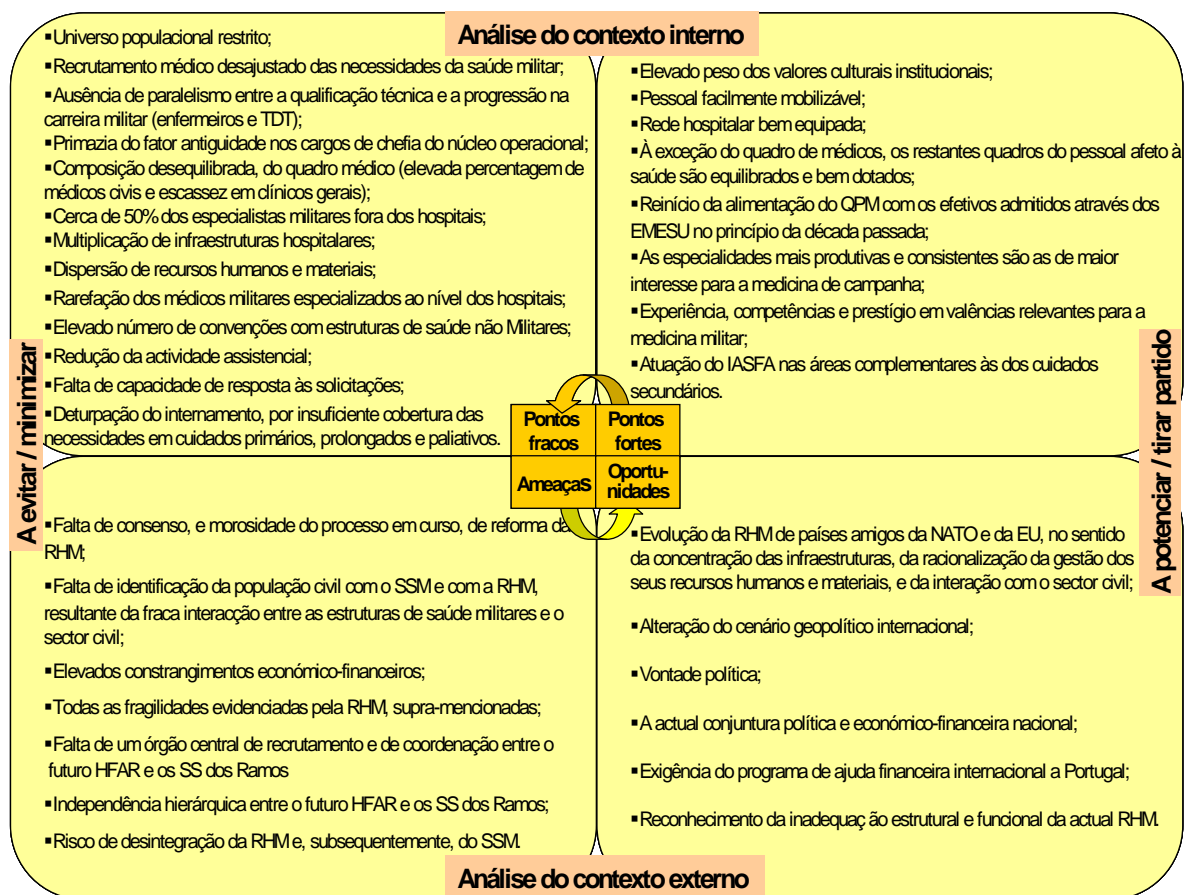 Análise do contexto interno
▪Universo populacional restrito;
▪Recrutamento médico desajustado das necessidades da saúde militar;
▪Ausência de paralelismo entre a qualificação técnica e a progressão na
carreira militar (enfermeiros e TDT);
▪Primazia do fator antiguidade nos cargos de chefia do núcleo operacional;
▪Composição desequilibrada, do quadro médico (elevada percentagem de
médicos civis e escassez em clínicos gerais);
▪Cerca de 50% dos especialistas militares fora dos hospitais;
▪Multiplicação de infraestruturas hospitalares;
▪Dispersão de recursos humanos e materiais;
▪Rarefação dos médicos militares especializados ao nível dos hospitais;
▪Elevado número de convenções com estruturas de saúde não Militares;
▪Redução da actividade assistencial;
▪Falta de capacidade de resposta às solicitações;
▪Deturpação do internamento, por insuficiente cobertura das
necessidades em cuidados primários, prolongados e paliativos.
▪Elevado peso dos valores culturais institucionais;
▪Pessoal facilmente mobilizável;
▪Rede hospitalar bem equipada;
▪À exceção do quadro de médicos, os restantes quadros do pessoal afeto à
saúde são equilibrados e bem dotados;
▪Reinício da alimentação do QPM com os efetivos admitidos através dos
EMESU no princípio da década passada;
▪As especialidades mais produtivas e consistentes são as de maior
interesse para a medicina de campanha;
▪Experiência, competências e prestígio em valências relevantes para a
medicina militar;
▪Atuação do IASFA nas áreas complementares às dos cuidados
secundários.
A evitar / minimizar
A potenciar / tirar partido
Pontos
fracos
Pontos
fortes
Ameaças
Oportu-
nidades
▪Falta de consenso, e morosidade do processo em curso, de reforma da
RHM;
▪Falta de identificação da população civil com o SSM e com a RHM,
resultante da fraca interacção entre as estruturas de saúde militares e o
sector civil;
▪Elevados constrangimentos económico-financeiros;
▪Todas as fragilidades evidenciadas pela RHM, supra-mencionadas;
▪Falta de um órgão central de recrutamento e de coordenação entre o
futuro HFAR e os SS dos Ramos
▪Independência hierárquica entre o futuro HFAR e os SS dos Ramos;
▪Risco de desintegração da RHM e, subsequentemente, do SSM.
▪Evolução da RHM de países amigos da NATO e da EU, no sentido
da concentração das infraestruturas, da racionalização da gestão dos
seus recursos humanos e materiais, e da interação com o sector civil;
▪Alteração do cenário geopolítico internacional;
▪Vontade política;
▪A actual conjuntura política e económico-financeira nacional;
▪Exigência do programa de ajuda financeira internacional a Portugal;
▪Reconhecimento da inadequaç ão estrutural e funcional da actual RHM.
Análise do contexto externo